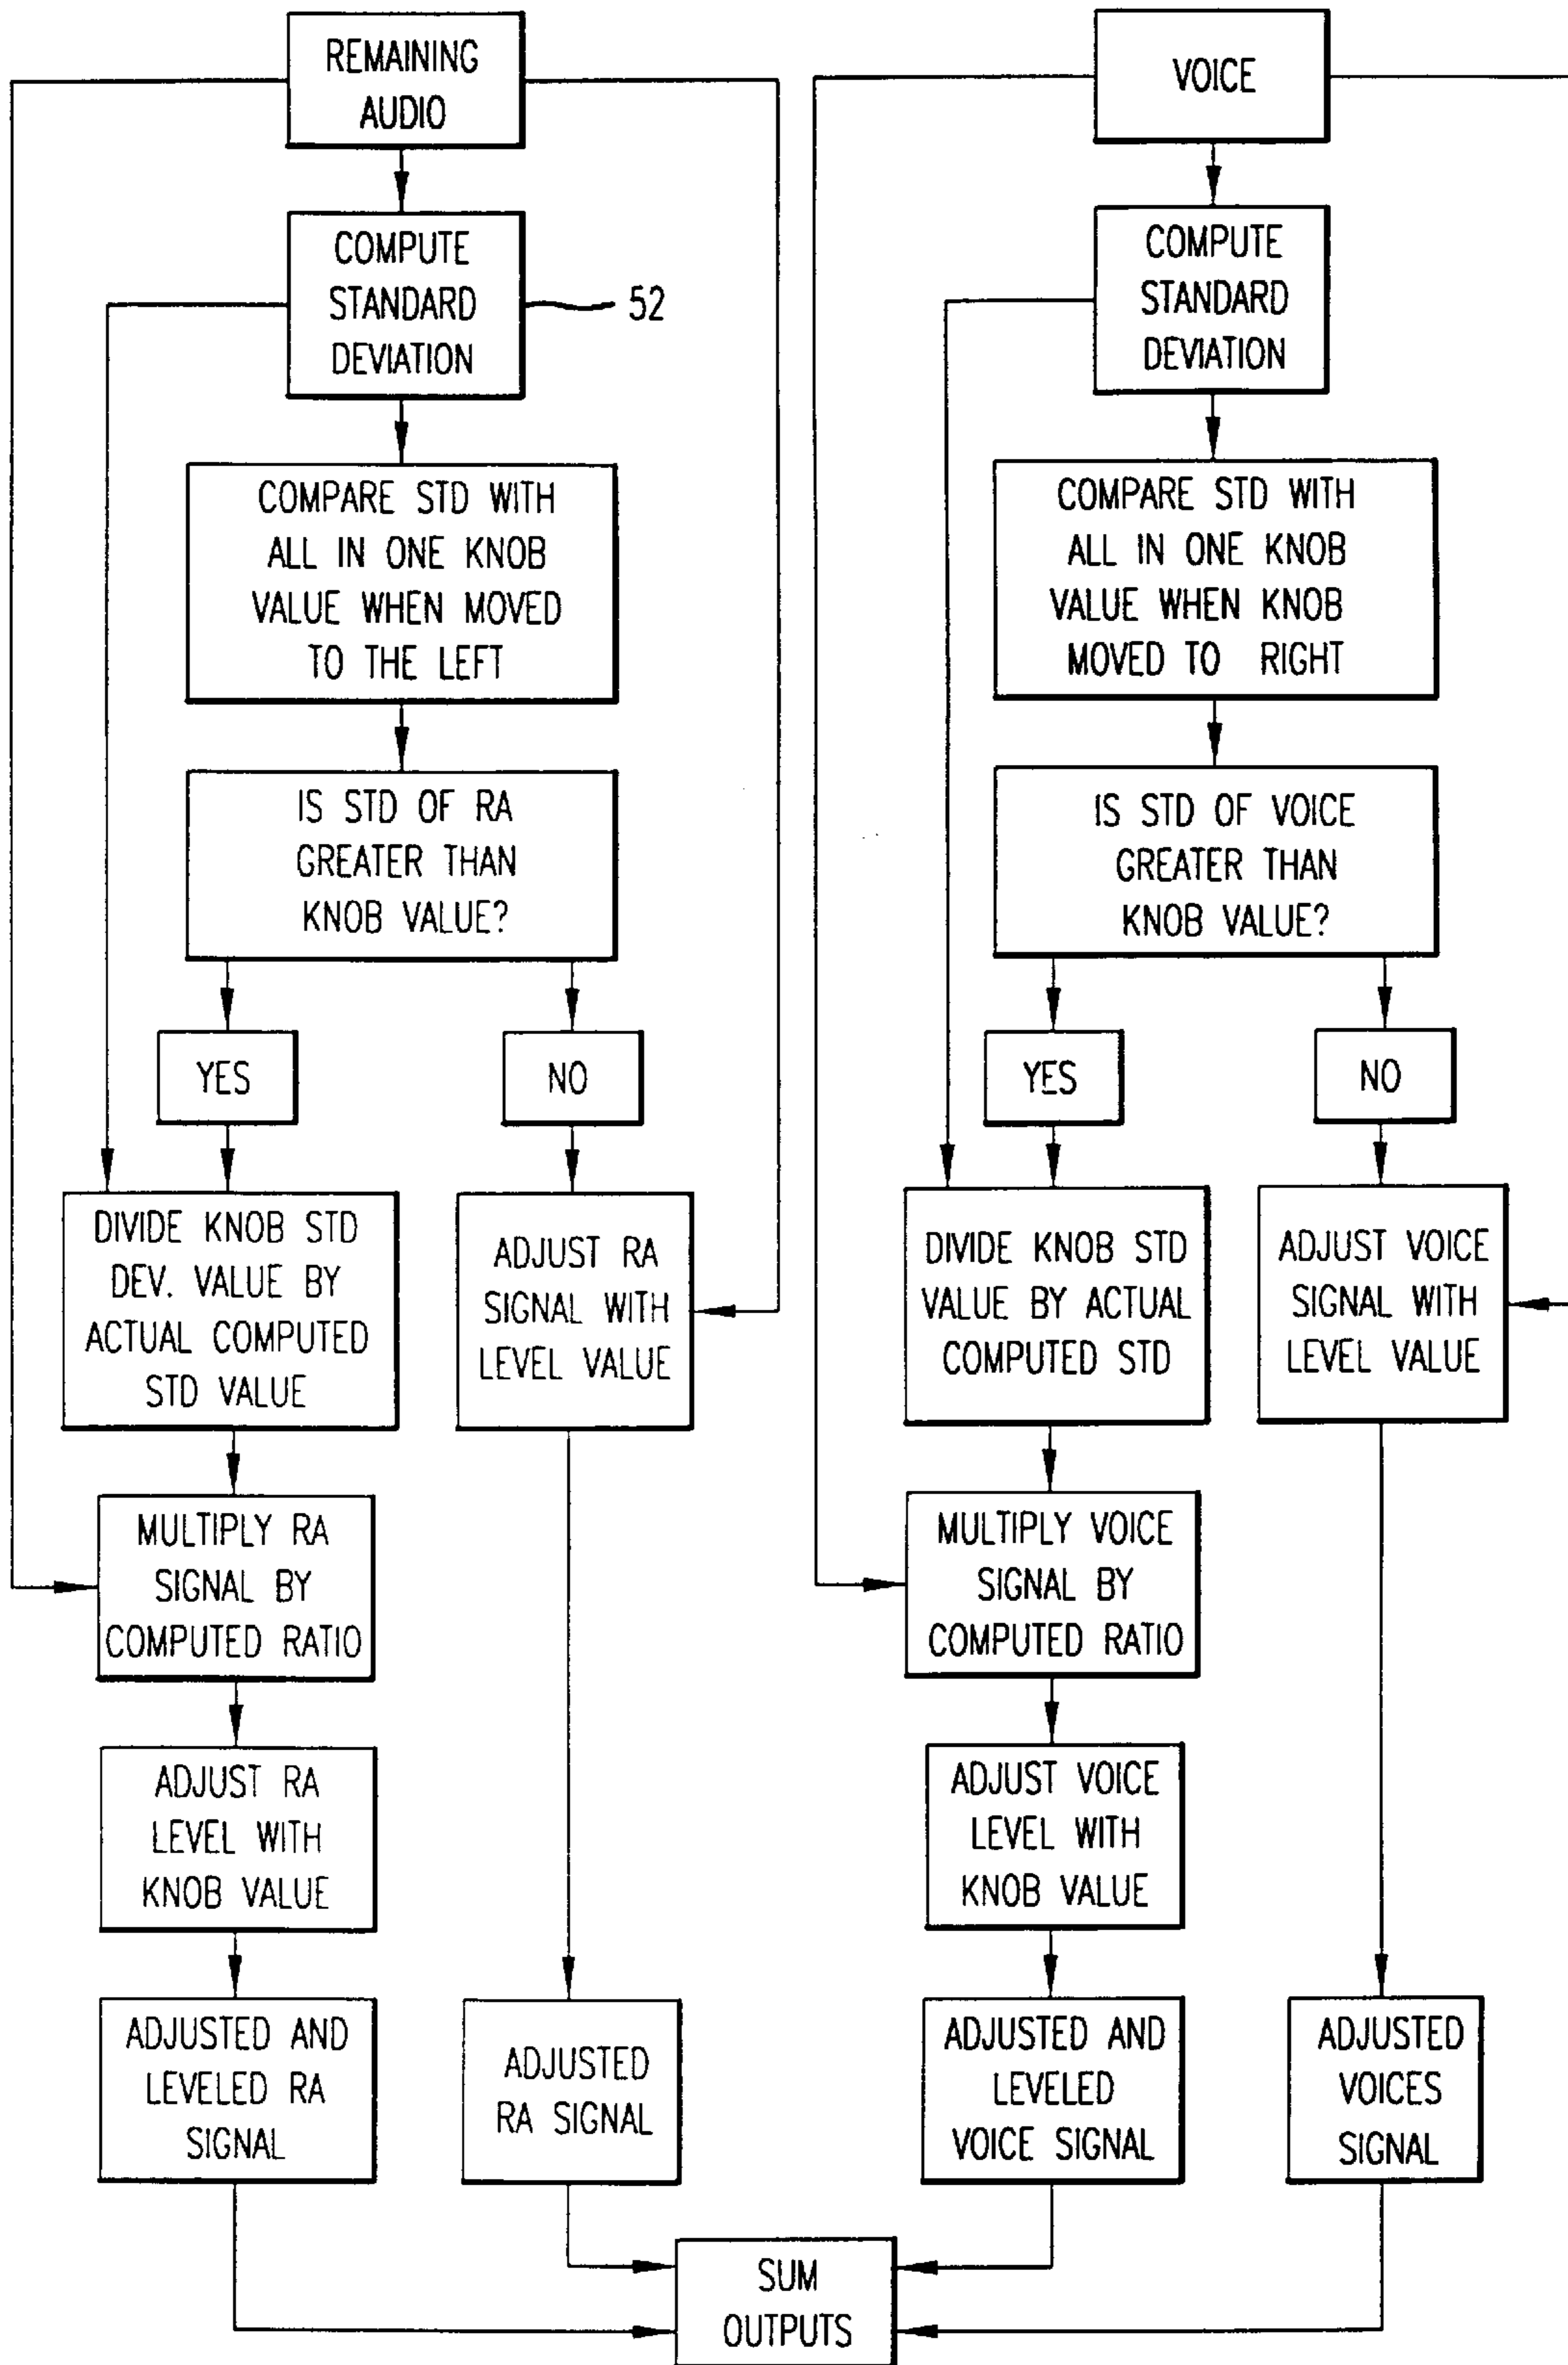 REMAINING
AUDIO
COMPUTE
STANDARD
DEVIATION
52
COMPARE STD WITH
ALL IN ONE KNOB
VALUE WHEN MOVED
TO THE LEFT
IS STD OF RA
GREATER THAN
KNOB VALUE?
YES
NO
DIVIDE KNOB STD
DEV. VALUE BY
ACTUAL COMPUTED
STD VALUE
ADJUST RA
SIGNAL WITH
LEVEL VALUE
MULTIPLY RA
SIGNAL BY
COMPUTED RATIO
ADJUST RA
LEVEL WITH
KNOB VALUE
ADJUSTED AND
LEVELED RA
SIGNAL
ADJUSTED
RA SIGNAL
VOICE
COMPUTE
STANDARD
DEVIATION
COMPARE STD WITH
ALL IN ONE KNOB
VALUE WHEN KNOB
MOVED TO RIGHT
IS STD OF VOICE
GREATER THAN
KNOB VALUE?
YES
NO
DIVIDE KNOB STD
VALUE BY ACTUAL
COMPUTED STD
ADJUST VOICE
SIGNAL WITH
LEVEL VALUE
MULTIPLY VOICE
SIGNAL BY
COMPUTED RATIO
ADJUST VOICE
LEVEL WITH
KNOB VALUE
ADJUSTED AND
LEVELED
VOICE SIGNAL
ADJUSTED
VOICES
SIGNAL
SUM
OUTPUTS